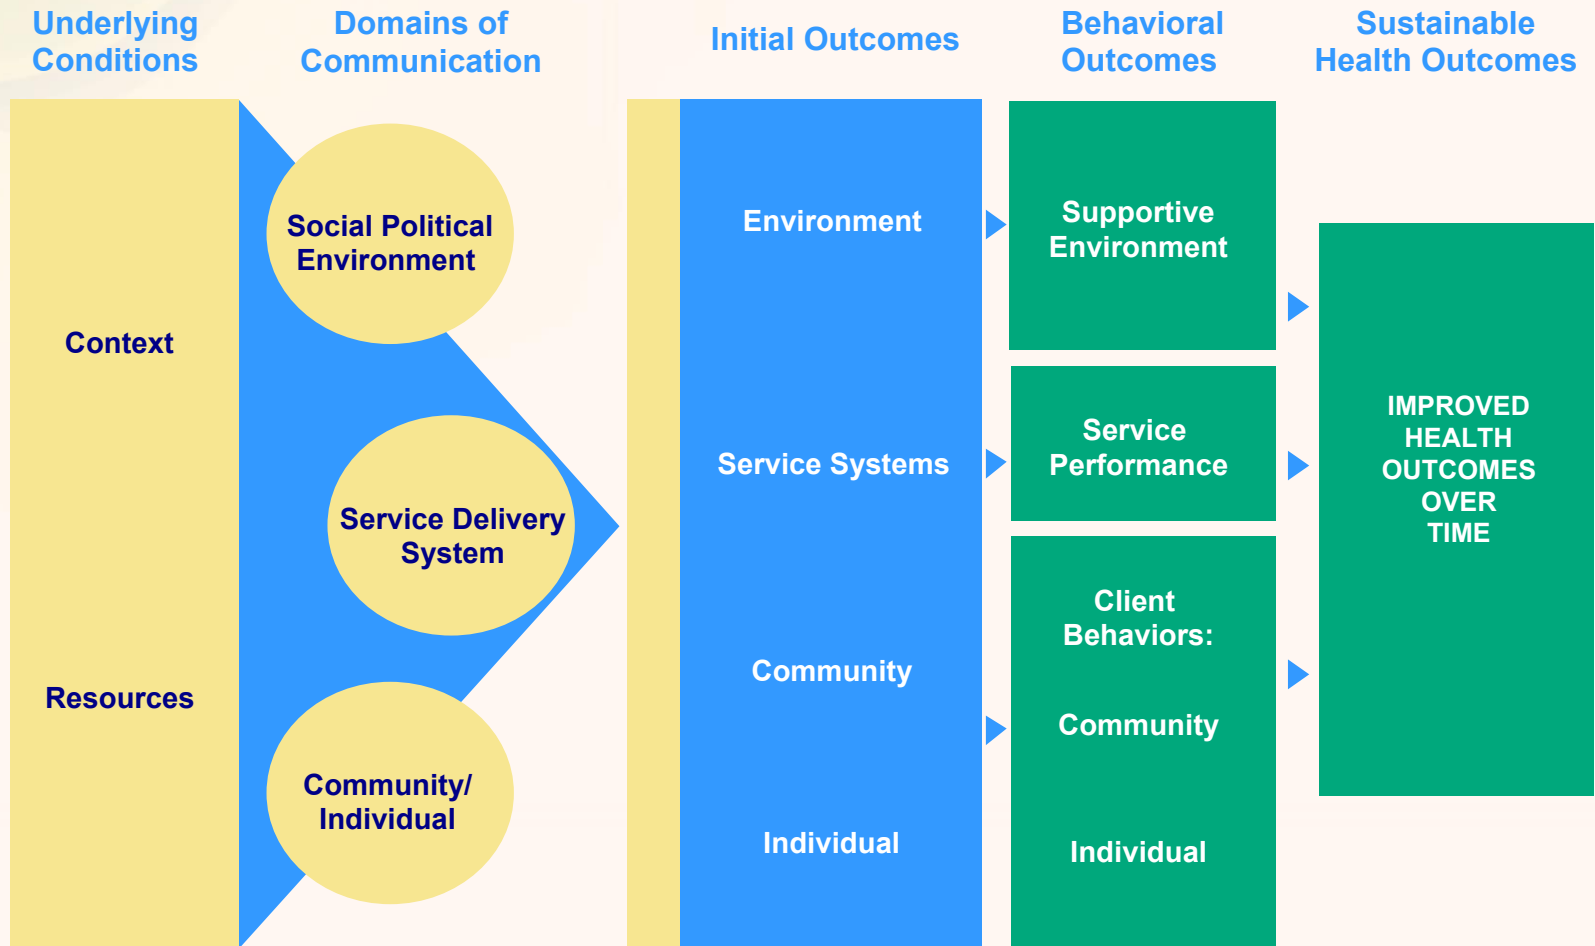 Underlying
Conditions
Domains of
Communication
Initial Outcomes
Behavioral
Outcomes
Sustainable
Health Outcomes
Context
Resources
Social Political
Environment
Service Delivery
System
Community/
Individual
Environment
Service Systems
Community
Individual
Supportive
Environment
Service
Performance
Client
Behaviors:
Community
Individual
IMPROVED
HEALTH
OUTCOMES
OVER
TIME